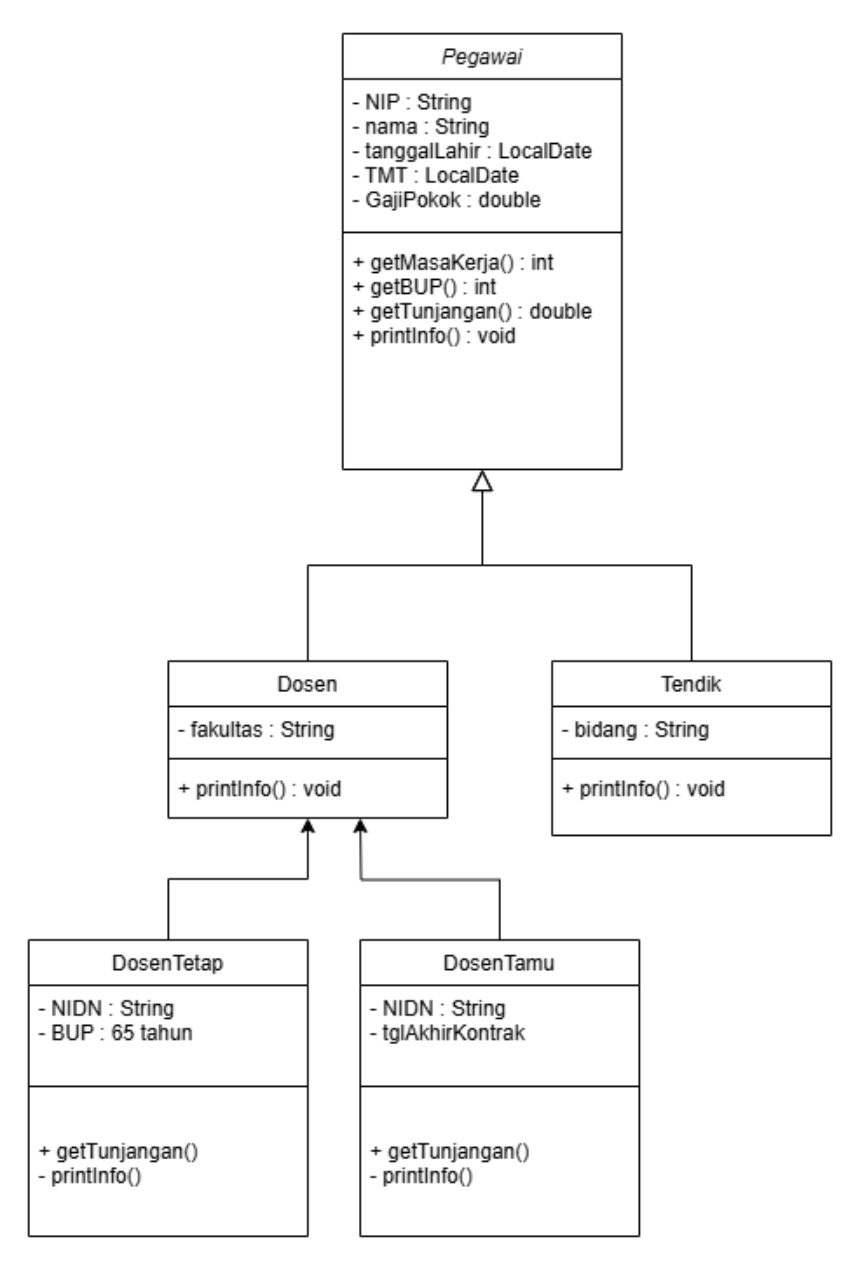 Pegawai
- NIP : String
- nama : String
- tanggalLahir : LocalDate
- TMT : LocalDate
- GajiPokok : double
+ getMasaKerja() : int
+ getBUP() : int
+ getTunjangan() : double
+ printInfo() : void
Dosen
- fakultas : String
+ printInfo() : void
Tendik
- bidang : String
+ printInfo() : void
DosenTetap
- NIDN : String
- BUP : 65 tahun
+ getTunjangan()
- printInfo()
DosenTamu
- NIDN : String
- tglAkhirKontrak
+ getTunjangan()
- printInfo()